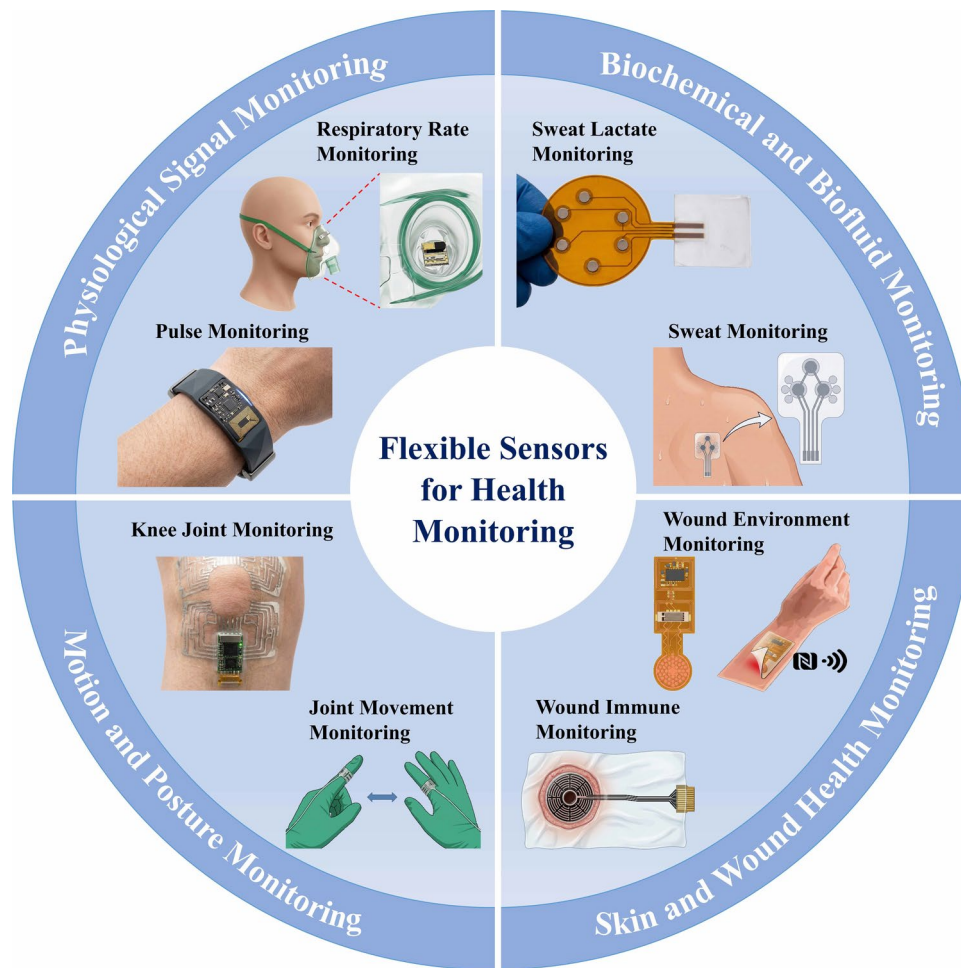 Physiological Signal Monitoring
Biochemical and Biofluid Monitoring
Respiratory Rate
Monitoring
Sweat Lactate
Monitoring
Pulse Monitoring
Sweat Monitoring
Flexible Sensors
for Health
Monitoring
Knee Joint Monitoring
Wound Environment
Monitoring
Joint Movement
Monitoring
Wound Immune
Monitoring
Motion and Posture Monitoring
Skin and Wound Health Monitoring